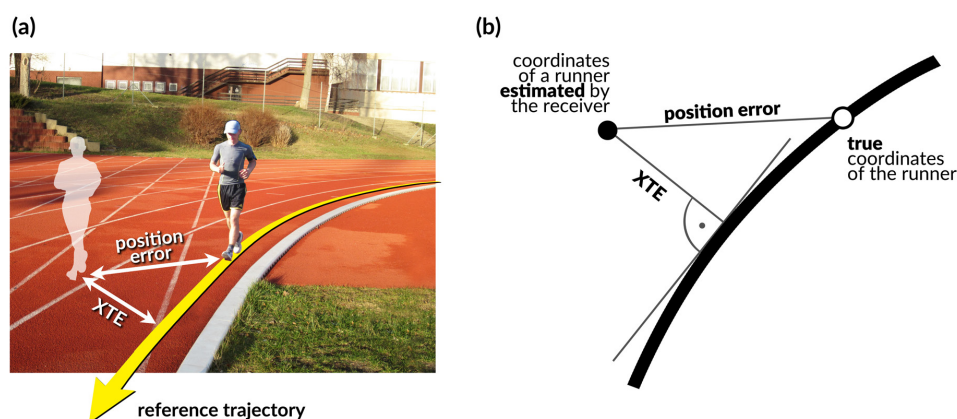 (a)
position
error
XTE
reference trajectory
(b)
coordinates
of a runner
estimated by
the receiver
position error
true
coordinates
of the runner
XTE